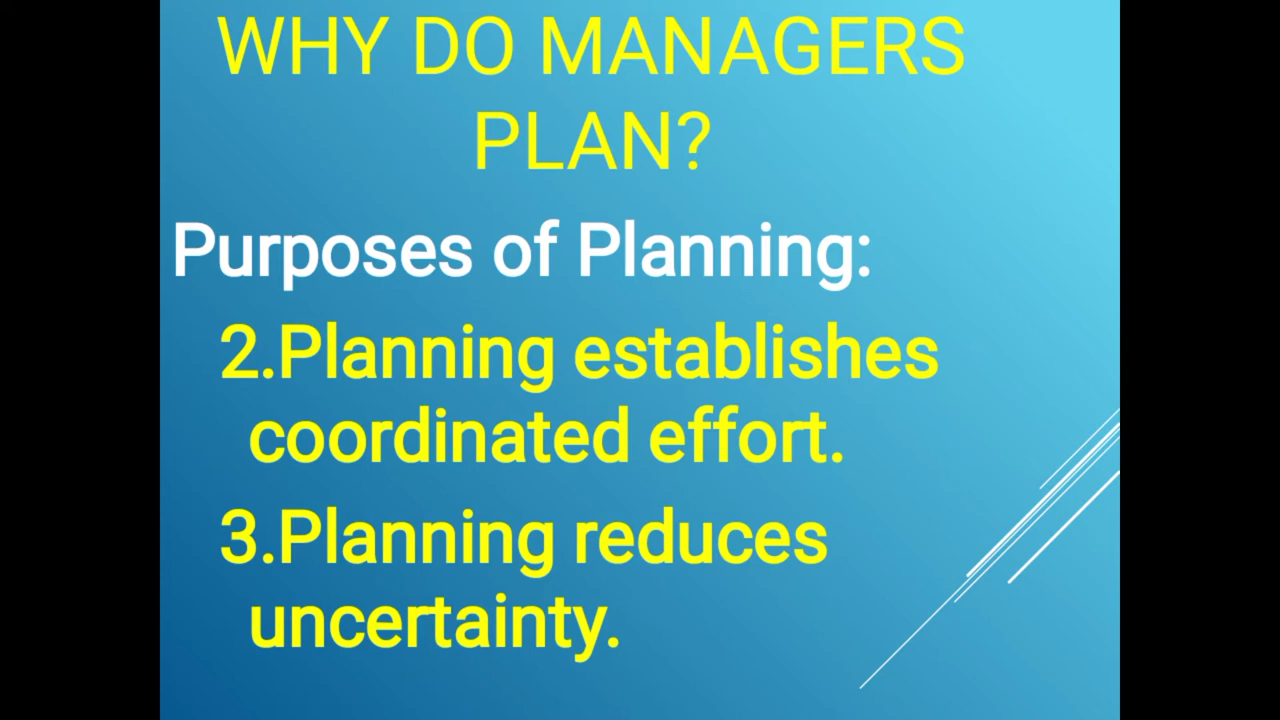 WHY DO MANAGERS
PLAN?
Purposes of Planning:
2.Planning establishes
coordinated effort.
3.Planning reduces
uncertainty.